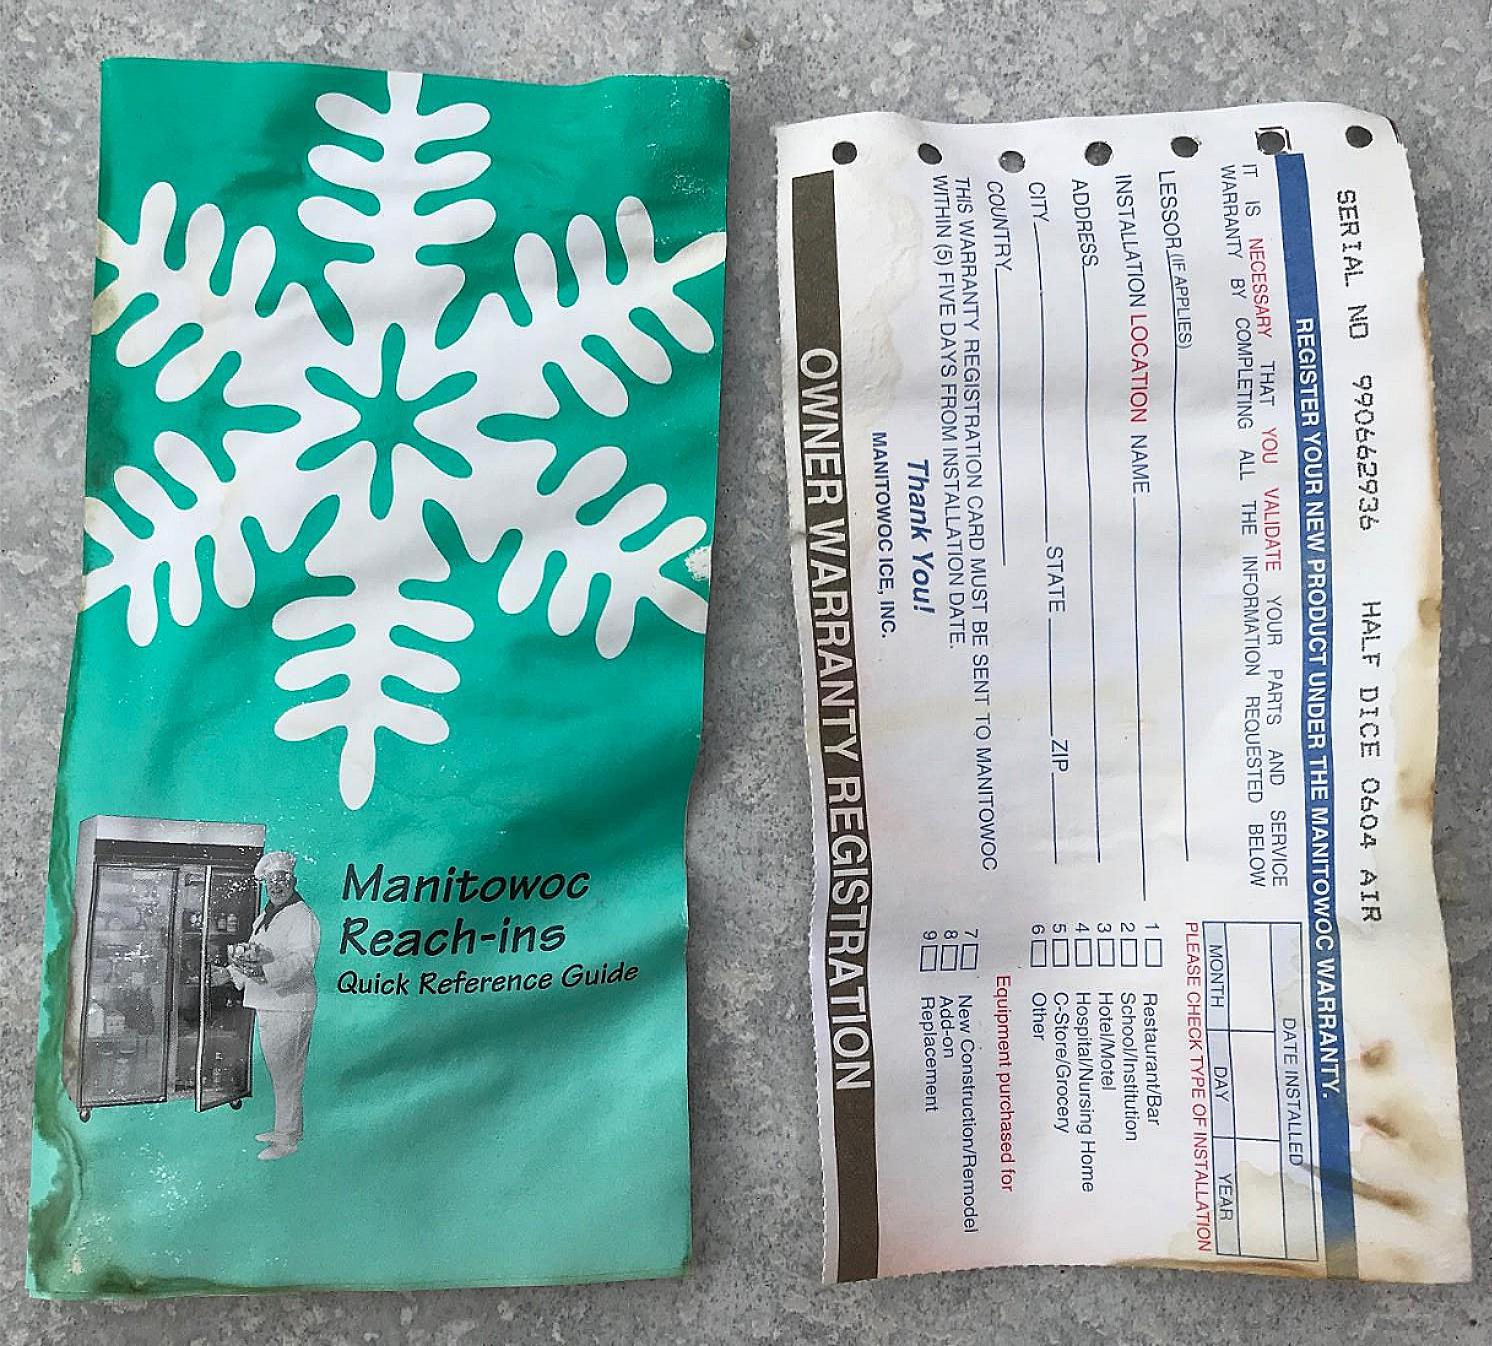 Manitowoc
Reach-ins
Quick Reference Guide
SERIAL NO 990662936 HALF DICE 0604 AIR
REGISTER YOUR NEW PRODUCT UNDER THE MANITOWOC WARRANTY.
IT IS NECESSARY THAT YOU VALIDATE YOUR PARTS AND SERVICE
WARRANTY BY COMPLETING ALL THE INFORMATION REQUESTED BELOW
LESSOR (IF APPLIES)
INSTALLATION LOCATION NAME
ADDRESS
CITY STATE ZIP
COUNTRY
THIS WARRANTY REGISTRATION CARD MUST BE SENT TO MANITOWOC
WITHIN (5) FIVE DAYS FROM INSTALLATION DATE.
Thank You!
MANITOWOC ICE, INC.
DATE INSTALLED
MONTH DAY YEAR
PLEASE CHECK TYPE OF INSTALLATION
1 Restaurant/Bar
2 School/Institution
3 Hotel/Motel
4 Hospital/Nursing Home
5 C-Store/Grocery
6 Other
Equipment purchased for
7 New Construction/Remodel
8 Add-on
9 Replacement
OWNER WARRANTY REGISTRATION